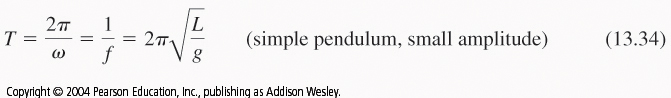 T = 2π/ω = 1/f = 2π√(L/g) (simple pendulum, small amplitude) (13.34)
Copyright © 2004 Pearson Education, Inc., publishing as Addison Wesley.